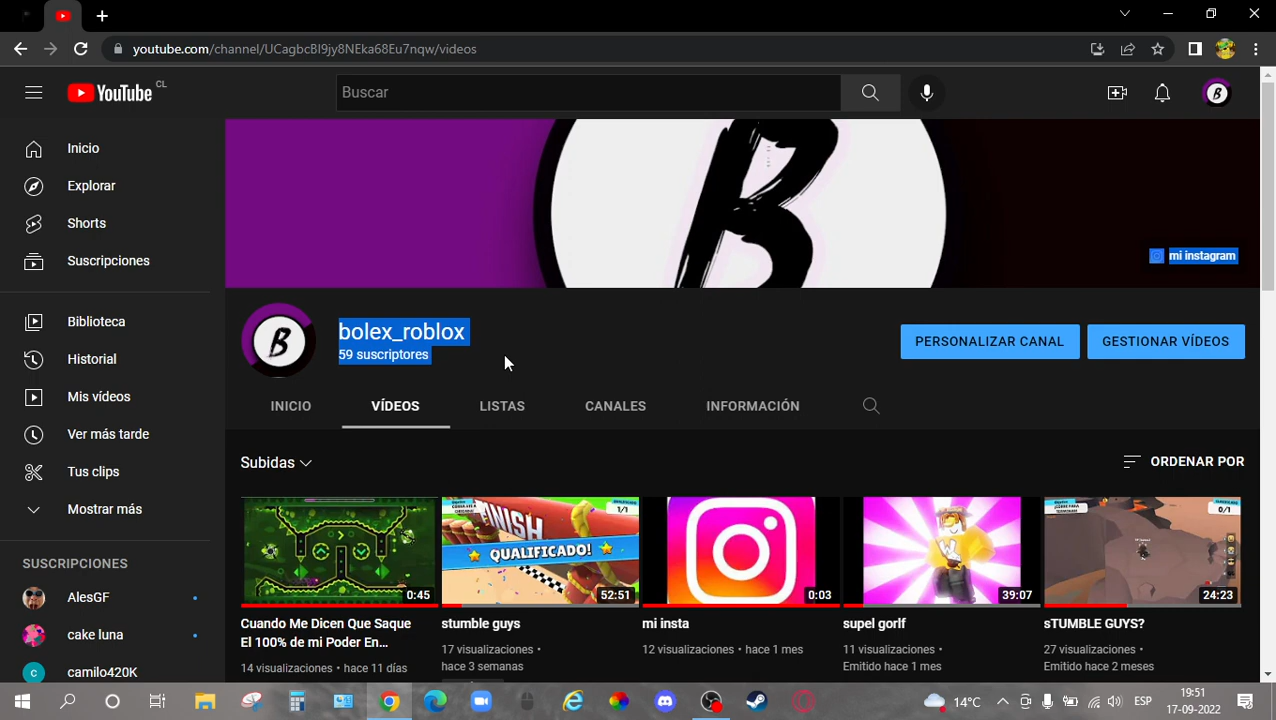 youtube.com/channel/UCagbcBI9jy8NEka68Eu7nqw/videos
YouTube CL
Buscar
B
Inicio
Explorar
Shorts
Suscripciones
Biblioteca
Historial
Mis vídeos
Ver más tarde
Tus clips
Mostrar más
SUSCRIPCIONES
AlesGF
cake luna
c camilo420K
B
mi instagram
B
bolex_roblox
59 suscriptores
PERSONALIZAR CANAL
GESTIONAR VÍDEOS
INICIO VÍDEOS LISTAS CANALES INFORMACIÓN
Subidas
ORDENAR POR
0:45
Cuando Me Dicen Que Saque
El 100% de mi Poder En...
14 visualizaciones • hace 11 días
FINISH
1/1
QUALIFICADO!
52:51
stumble guys
17 visualizaciones •
hace 3 semanas
0:03
mi insta
12 visualizaciones • hace 1 mes
39:07
supel gorlf
11 visualizaciones •
Emitido hace 1 mes
0/1
24:23
sTUMBLE GUYS?
27 visualizaciones •
Emitido hace 2 meses
14°C
ESP
19:51
17-09-2022